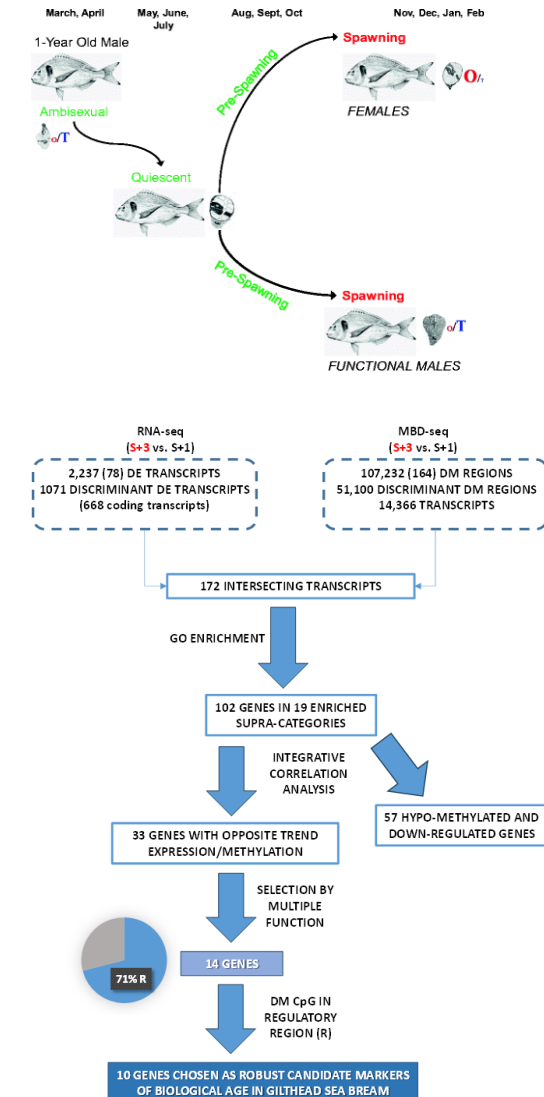 March, April
May, June,
July
Aug, Sept, Oct
Nov, Dec, Jan, Feb
1-Year Old Male
Ambisexual
o/T
Quiescent
Pre-Spawning
Spawning
O/T
FEMALES
Pre-Spawning
Spawning
o/T
FUNCTIONAL MALES
RNA-seq
(S+3 vs. S+1)
2,237 (78) DE TRANSCRIPTS
1071 DISCRIMINANT DE TRANSCRIPTS
(668 coding transcripts)
MBD-seq
(S+3 vs. S+1)
107,232 (164) DM REGIONS
51,100 DISCRIMINANT DM REGIONS
14,366 TRANSCRIPTS
172 INTERSECTING TRANSCRIPTS
GO ENRICHMENT
102 GENES IN 19 ENRICHED
SUPRA-CATEGORIES
INTEGRATIVE
CORRELATION
ANALYSIS
57 HYPO-METHYLATED AND
DOWN-REGULATED GENES
33 GENES WITH OPPOSITE TREND
EXPRESSION/METHYLATION
SELECTION BY
MULTIPLE
FUNCTION
71% R
14 GENES
DM CpG IN
REGULATORY
REGION (R)
10 GENES CHOSEN AS ROBUST CANDIDATE MARKERS
OF BIOLOGICAL AGE IN GILTHEAD SEA BREAM